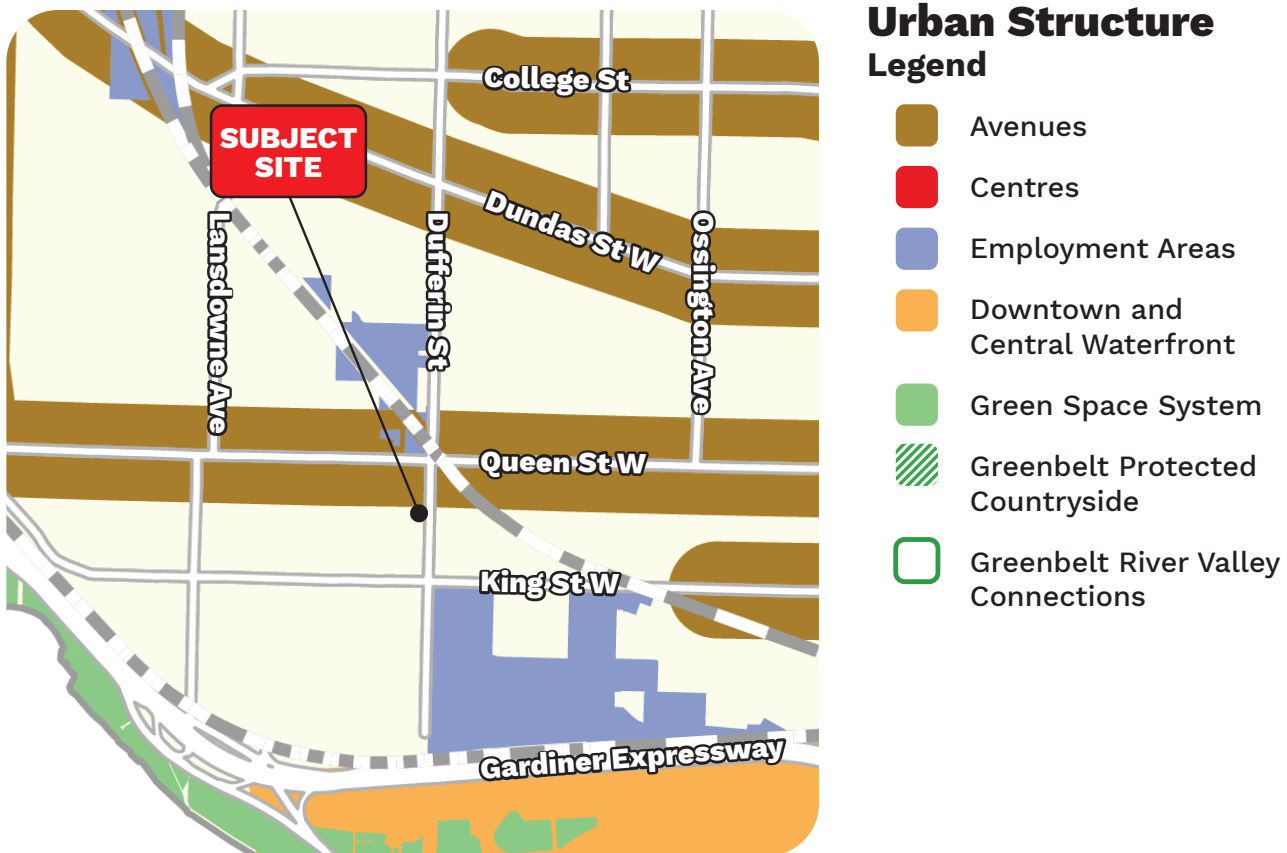 College St
SUBJECT
SITE
Dundas St W
Lansdowne Ave
Dufferin St
Ossington Ave
Queen St W
King St W
Gardiner Expressway
Urban Structure
Legend
Avenues
Centres
Employment Areas
Downtown and
Central Waterfront
Green Space System
Greenbelt Protected
Countryside
Greenbelt River Valley
Connections